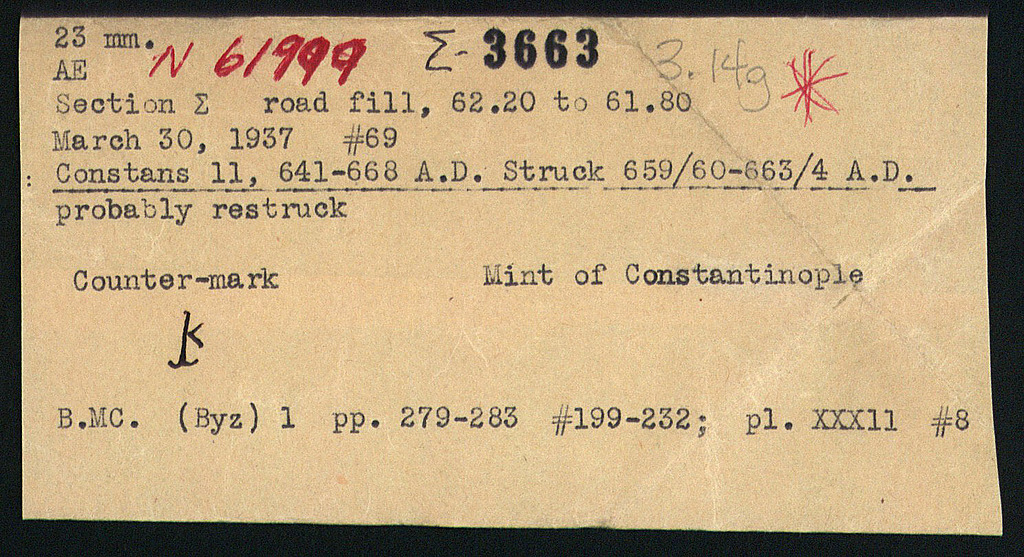 23 mm.
N 61999 Σ-3663 3.14g
AE
Section Σ road fill, 62.20 to 61.80
March 30, 1937 #69
Constans 11, 641-668 A.D. Struck 659/60-663/4 A.D.
probably restruck
Counter-mark Mint of Constantinople
K
B.MC. (Byz) 1 pp. 279-283 #199-232; pl. XXX11 #8